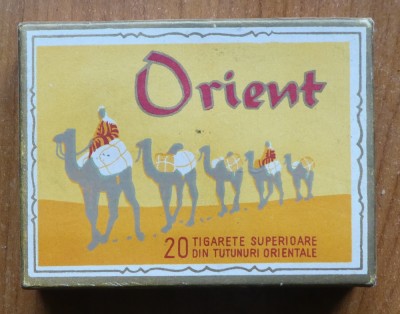 Orient
20 TIGARETE SUPERIOARE
DIN TUTUNURI ORIENTALE